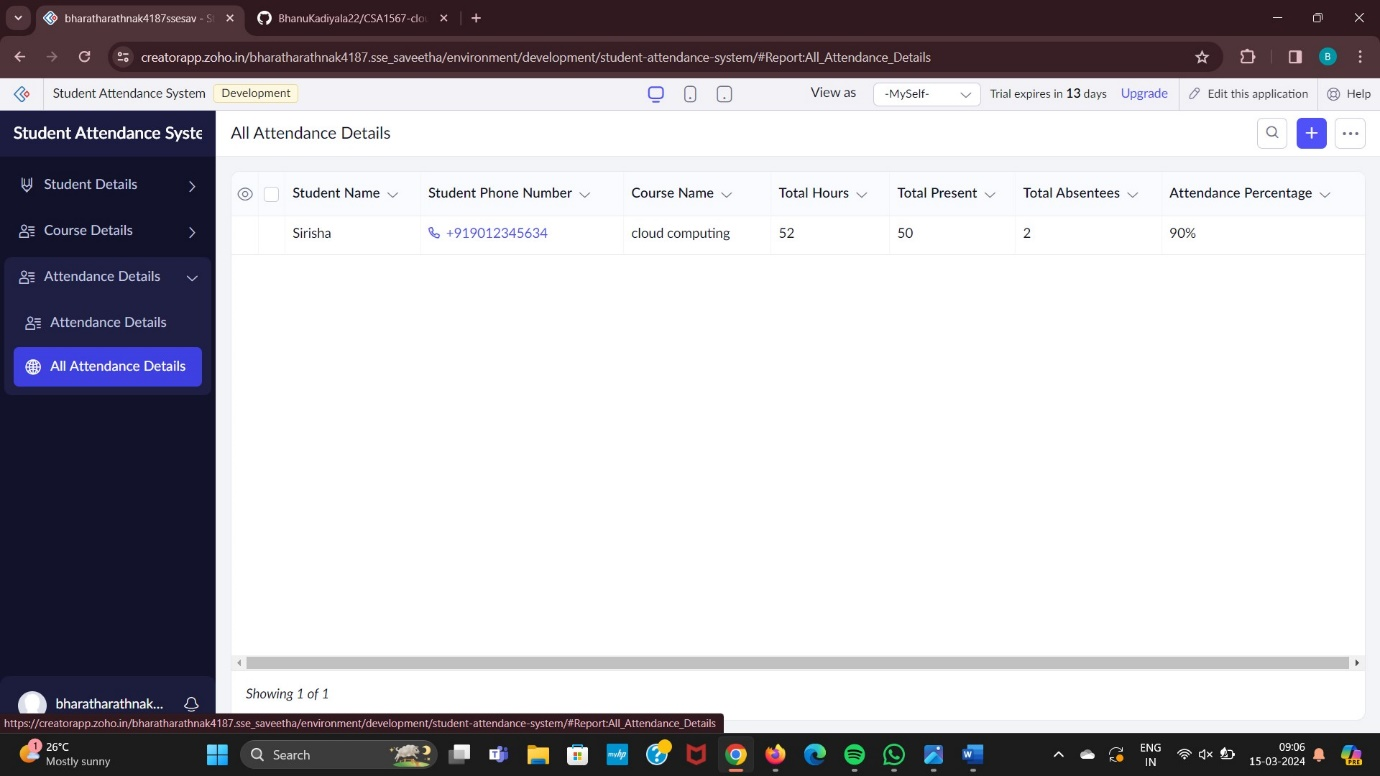 bharatharathnak4187ssesav - S
BhanuKadiyala22/CSA1567-clo
creatorapp.zoho.in/bharatharathnak4187.sse_saveetha/environment/development/student-attendance-system/#Report:All_Attendance_Details
B
Student Attendance System
Development
View as
-MySelf-
Trial expires in 13 days
Upgrade
Edit this application
Help
Student Attendance Syste
All Attendance Details
Student Details
Course Details
Attendance Details
Attendance Details
All Attendance Details
Student Name Student Phone Number Course Name Total Hours Total Present Total Absentees Attendance Percentage
Sirisha +919012345634 cloud computing 52 50 2 90%
Showing 1 of 1
bharatharathnak...
https://creatorapp.zoho.in/bharatharathnak4187.sse_saveetha/environment/development/student-attendance-system/#Report:All_Attendance_Details
1
26°C
Mostly sunny
Search
myhp
ENG
IN
09:06
15-03-2024
PRE